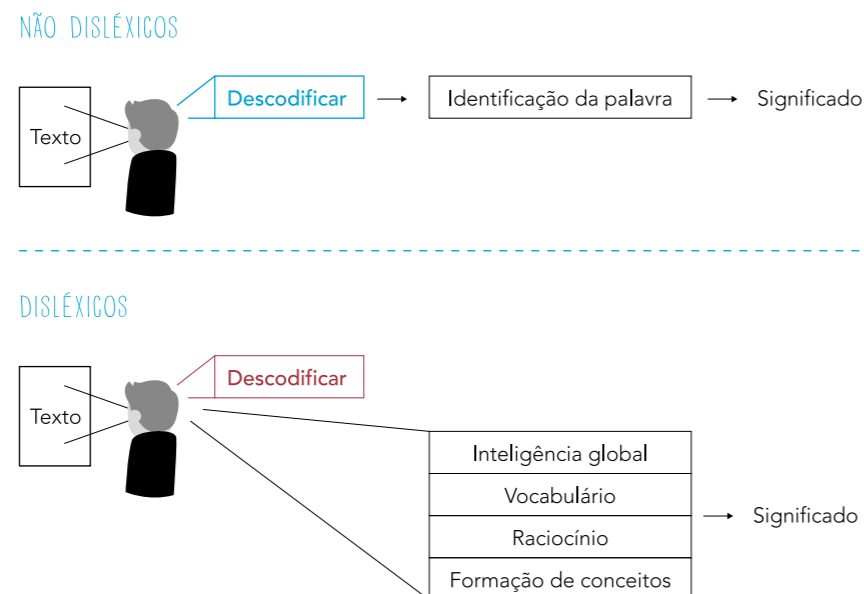 NÃO DISLÉXICOS
Texto
Descodificar
Identificação da palavra
Significado
DISLÉXICOS
Texto
Descodificar
Inteligência global
Vocabulário
Raciocínio
Formação de conceitos
Significado